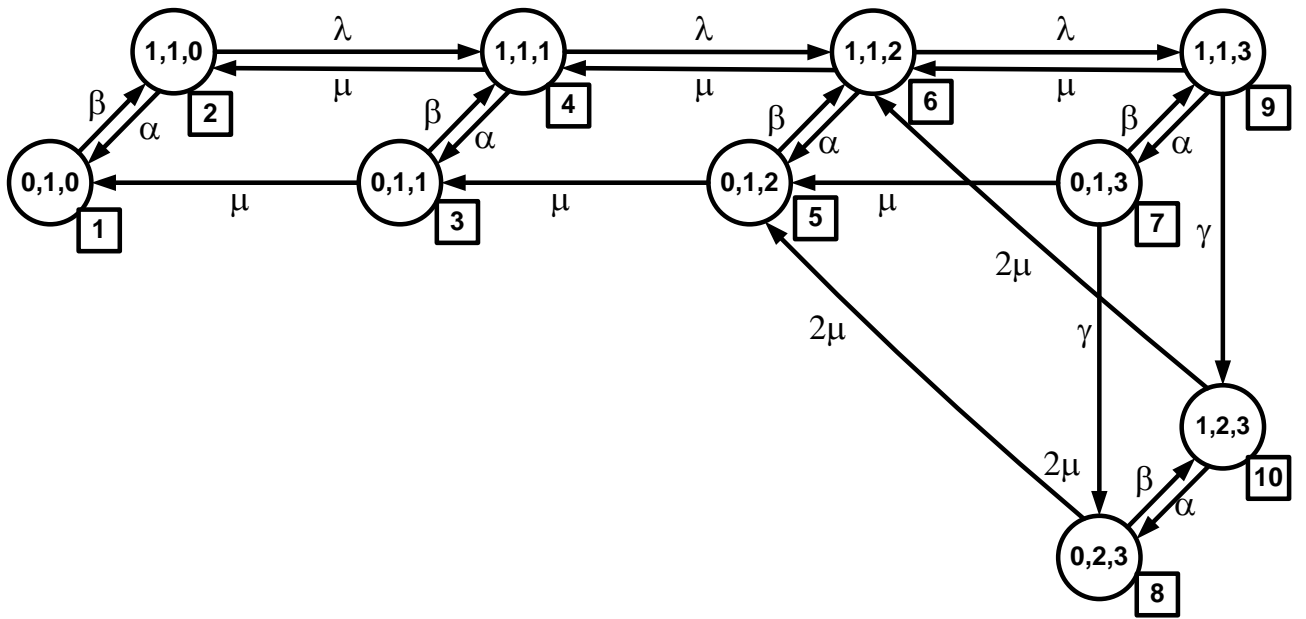 λ λ λ
1,1,0 1,1,1 1,1,2 1,1,3
μ μ μ
β α 2 β α 4 β α 6 β α 9
0,1,0 0,1,1 0,1,2 0,1,3
μ μ μ
1 3 5 7
2μ γ
2μ γ
1,2,3
2μ β α 10
0,2,3
8